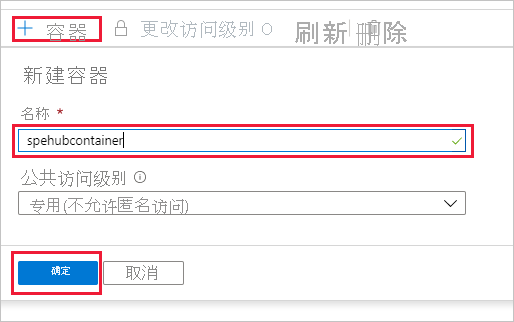 + 容器 更改访问级别 刷新 删除
新建容器
名称 *
spehubcontainer
公共访问级别
专用(不允许匿名访问)
确定 取消